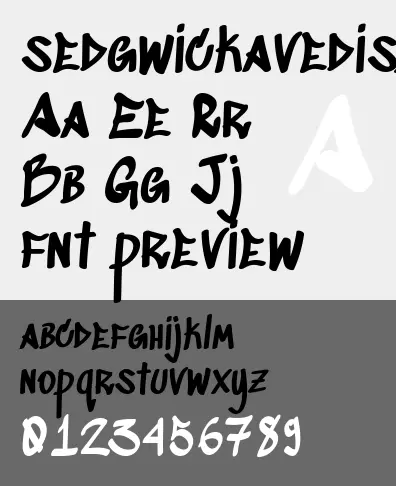 sedgwickavedis
Aa Ee Rr
Bb Gg Jj
A
fnt preview
abcdefghijklm
nopqrstuvwxyz
0123456789